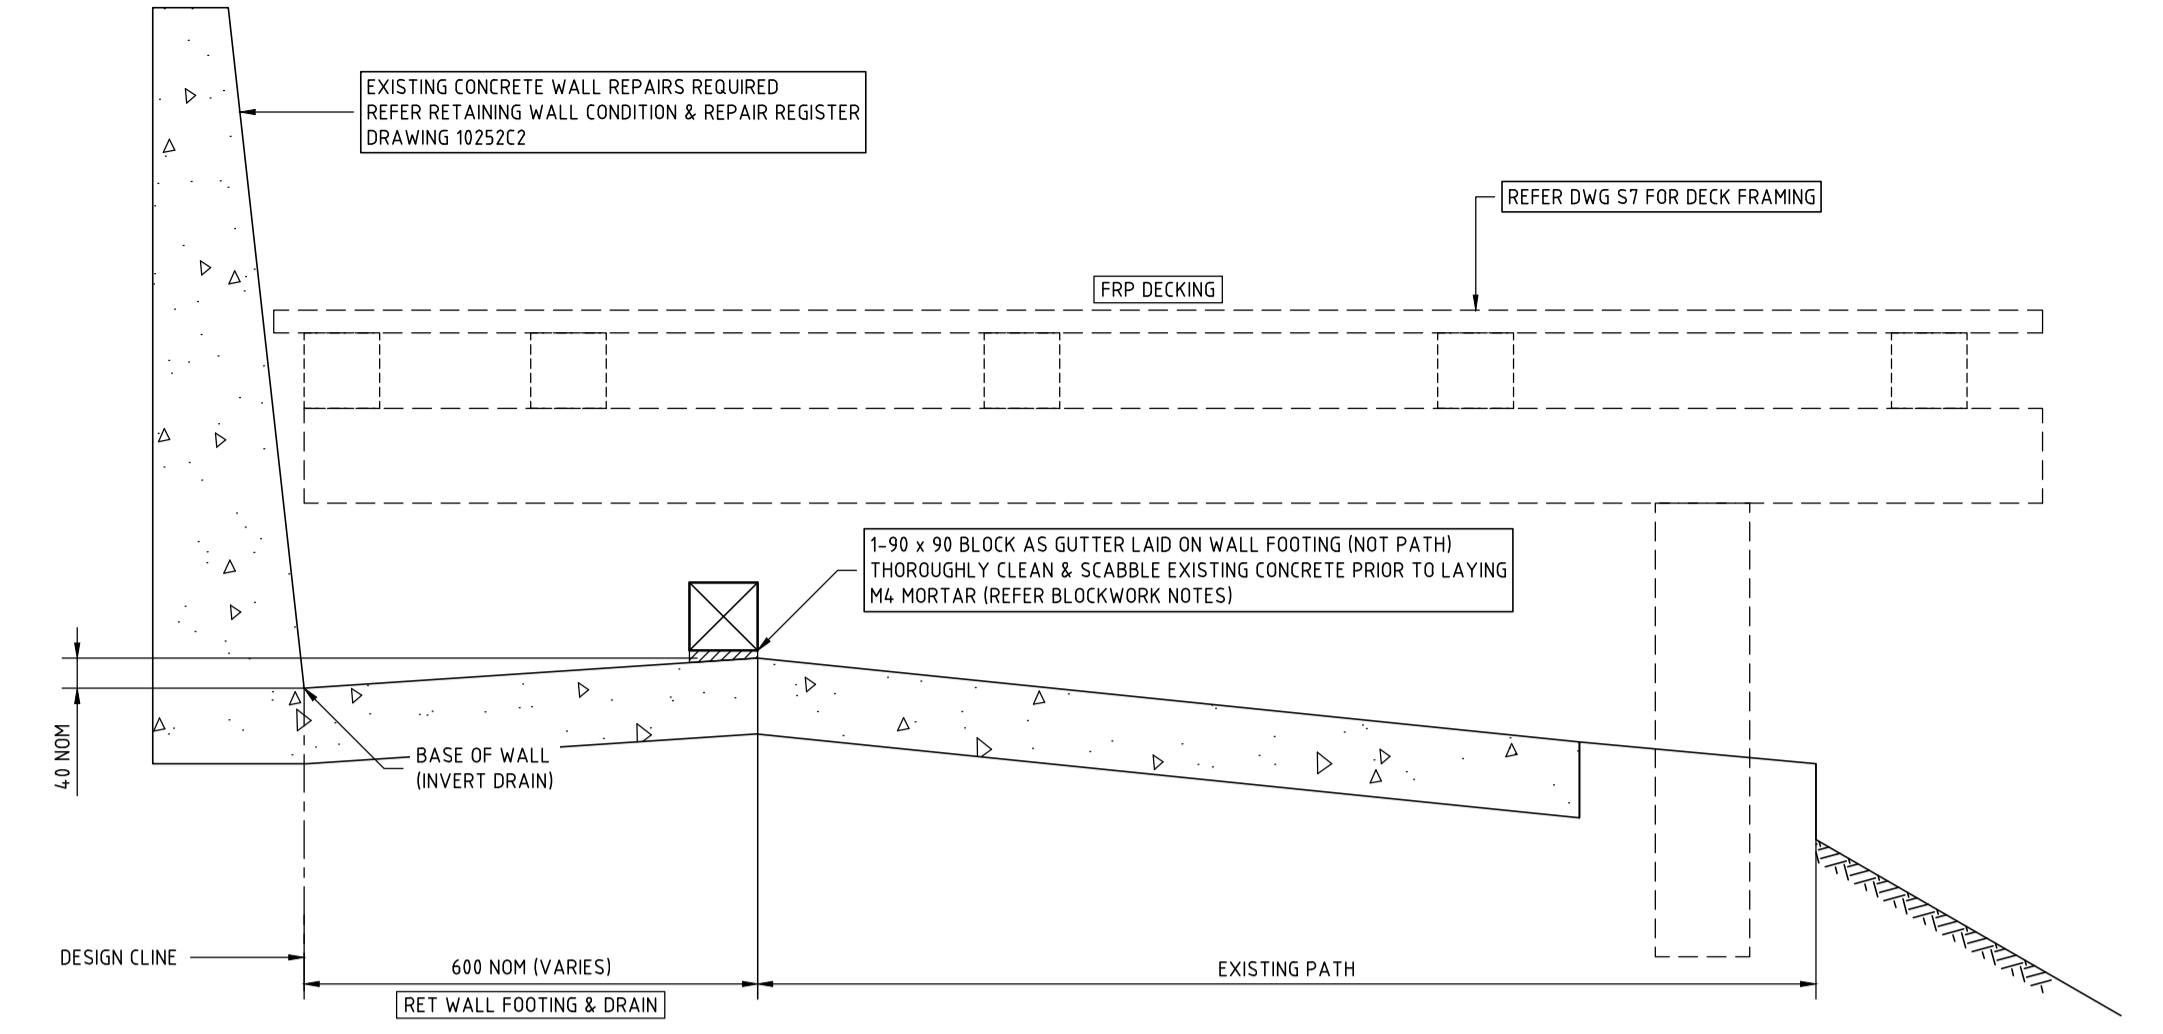 EXISTING CONCRETE WALL REPAIRS REQUIRED
REFER RETAINING WALL CONDITION & REPAIR REGISTER
DRAWING 10252C2
REFER DWG S7 FOR DECK FRAMING
FRP DECKING
1-90 x 90 BLOCK AS GUTTER LAID ON WALL FOOTING (NOT PATH)
THOROUGHLY CLEAN & SCABBLE EXISTING CONCRETE PRIOR TO LAYING
M4 MORTAR (REFER BLOCKWORK NOTES)
40 NOM
BASE OF WALL
(INVERT DRAIN)
DESIGN CLINE
600 NOM (VARIES)
EXISTING PATH
RET WALL FOOTING & DRAIN